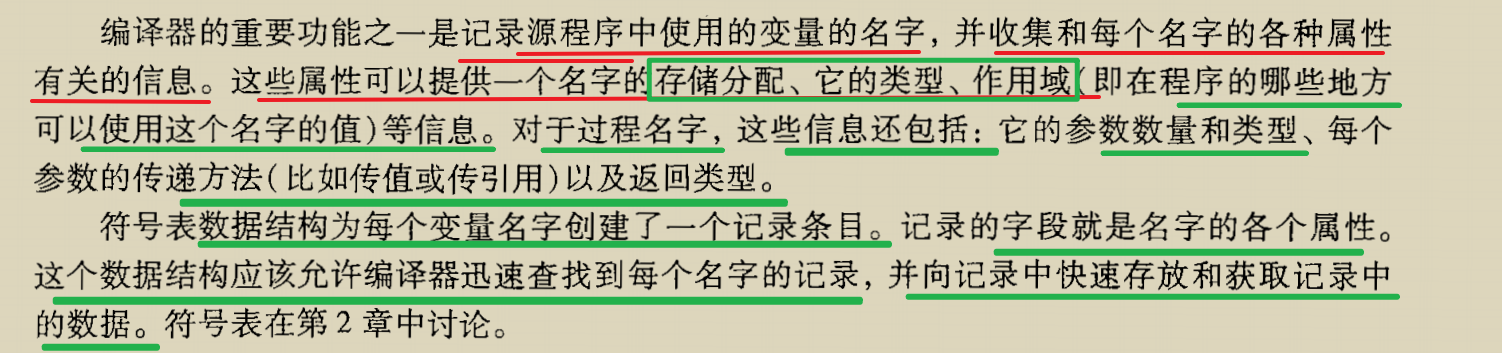 编译器的重要功能之一是记录源程序中使用的变量的名字，并收集和每个名字的各种属性
有关的信息。这些属性可以提供一个名字的存储分配、它的类型、作用域(即在程序的哪些地方
可以使用这个名字的值)等信息。对于过程名字，这些信息还包括：它的参数数量和类型、每个
参数的传递方法(比如传值或传引用)以及返回类型。
符号表数据结构为每个变量名字创建了一个记录条目。记录的字段就是名字的各个属性。
这个数据结构应该允许编译器迅速查找到每个名字的记录，并向记录中快速存放和获取记录中
的数据。符号表在第2章中讨论。